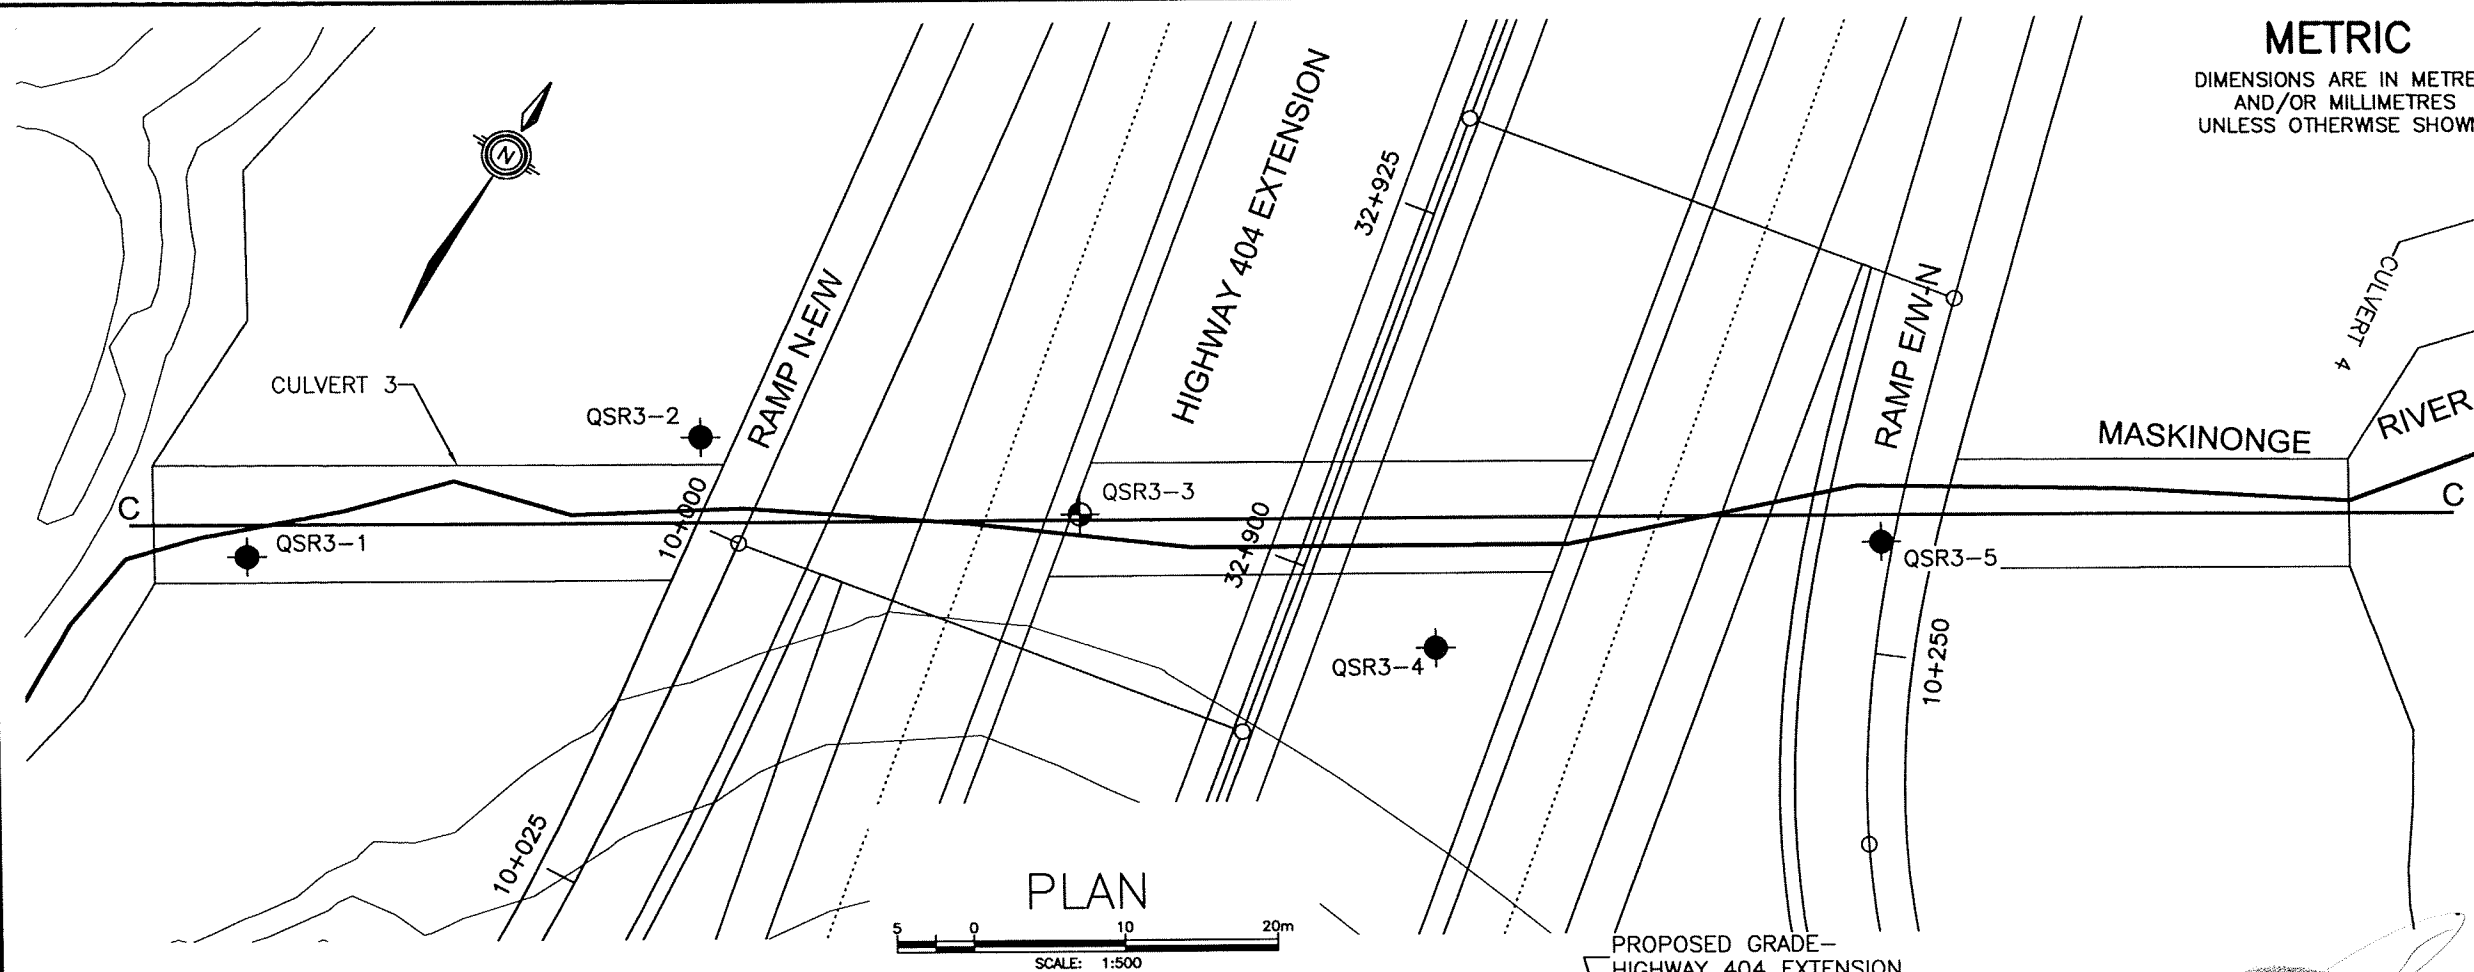 METRIC
DIMENSIONS ARE IN METRE
AND/OR MILLIMETRES
UNLESS OTHERWISE SHOWN
N
HIGHWAY 404 EXTENSION
32+925
RAMP N-E/W
RAMP E/W-N
CULVERT 4
CULVERT 3
QSR3-2
MASKINONGE
RIVER
C
10+000
QSR3-3
32+900
C
QSR3-1
QSR3-5
QSR3-4
10+250
10+025
PLAN
5 0 10 20m
SCALE: 1:500
PROPOSED GRADE-
HIGHWAY 404 EXTENSION